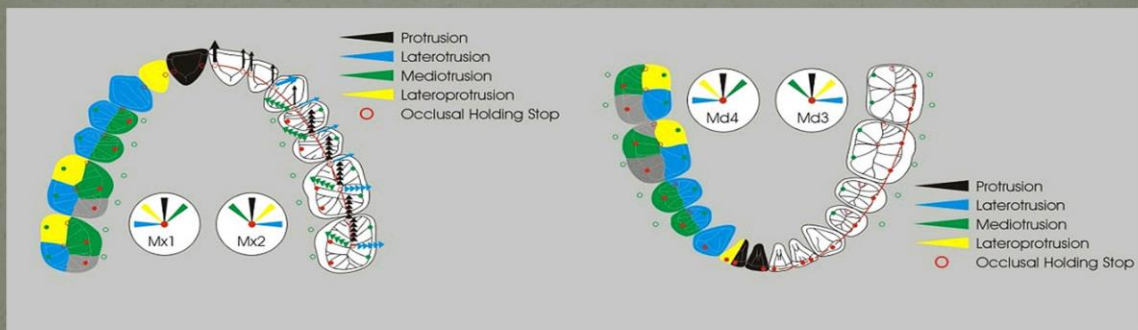 Protrusion
Laterotrusion
Mediotrusion
Lateroprotrusion
Occlusal Holding Stop
Mx1
Mx2
Md4
Md3
Protrusion
Laterotrusion
Mediotrusion
Lateroprotrusion
Occlusal Holding Stop